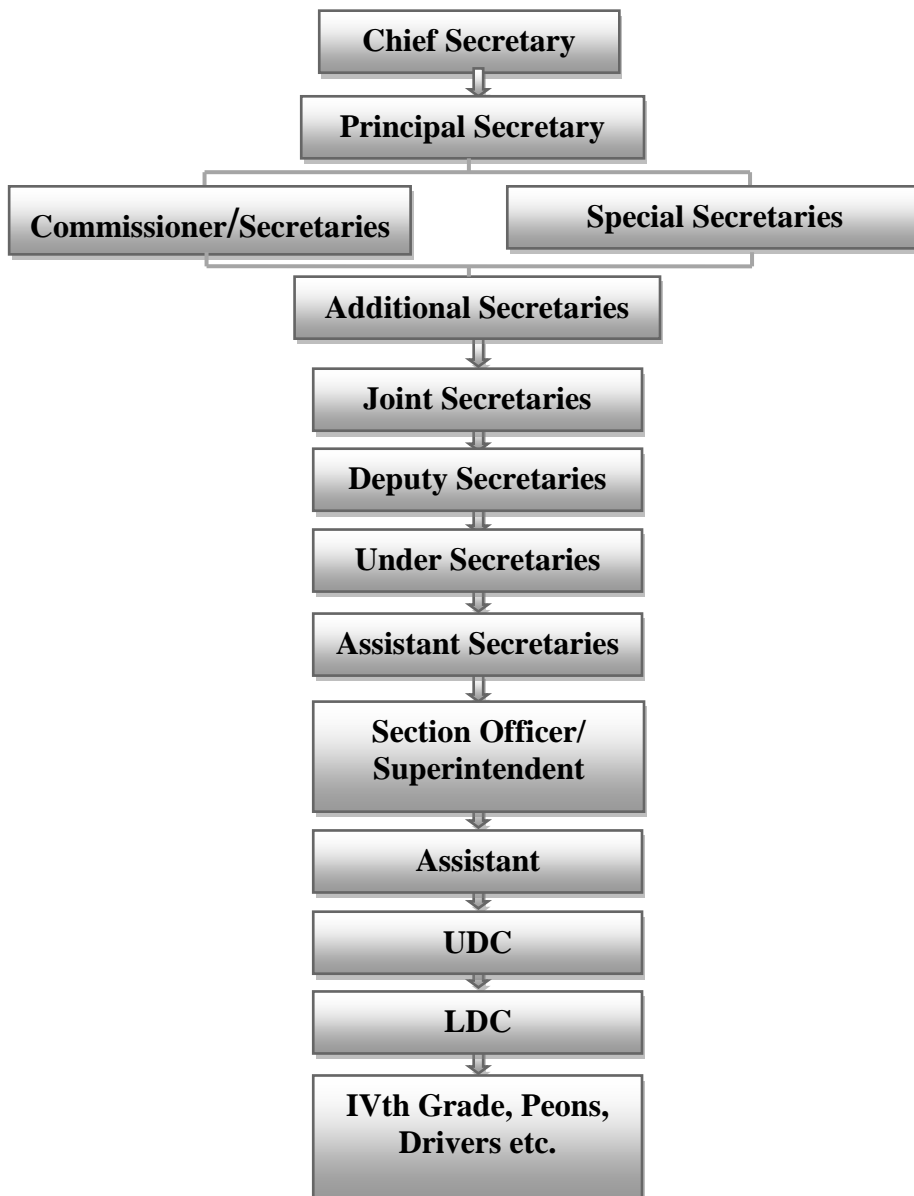 Chief Secretary
Principal Secretary
Commissioner/Secretaries
Special Secretaries
Additional Secretaries
Joint Secretaries
Deputy Secretaries
Under Secretaries
Assistant Secretaries
Section Officer/
Superintendent
Assistant
UDC
LDC
IVth Grade, Peons,
Drivers etc.